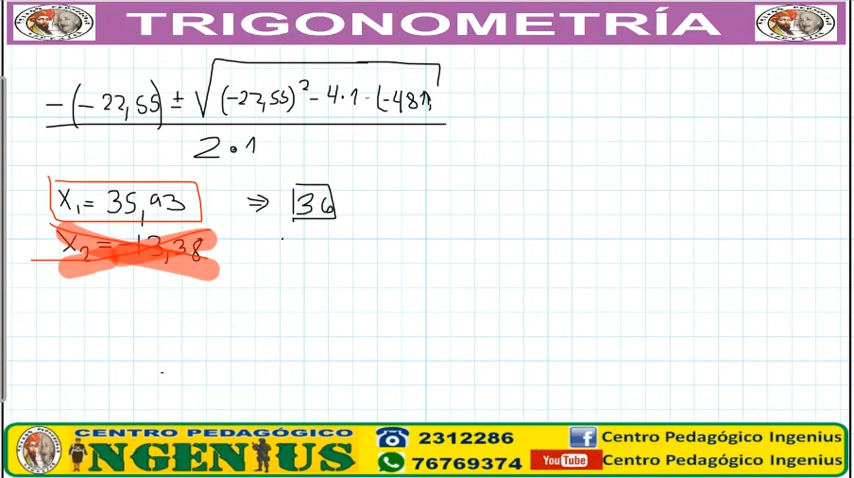 TRIGONOMETRÍA
-(-22,55) ± √(-22,55)² - 4·1·(-481)
2·1
x₁ = 35,93 ⇒ 36
x₂ = -13,38
CENTRO PEDAGÓGICO
INGENIUS
2312286
76769374
Centro Pedagógico Ingenius
YouTube Centro Pedagógico Ingenius